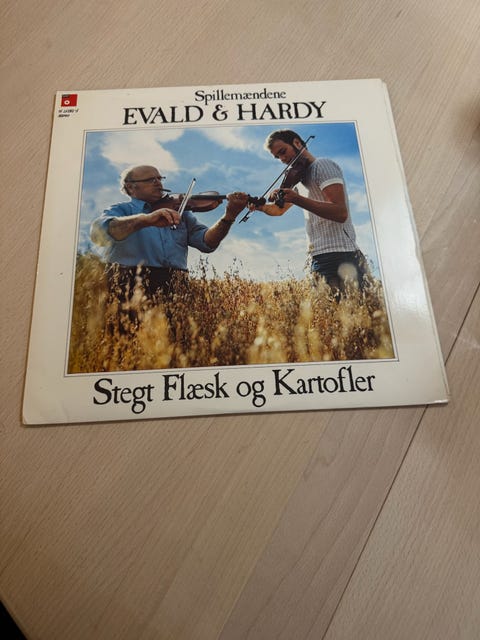 Spillemændene
EVALD & HARDY
Stegt Flæsk og Kartofler